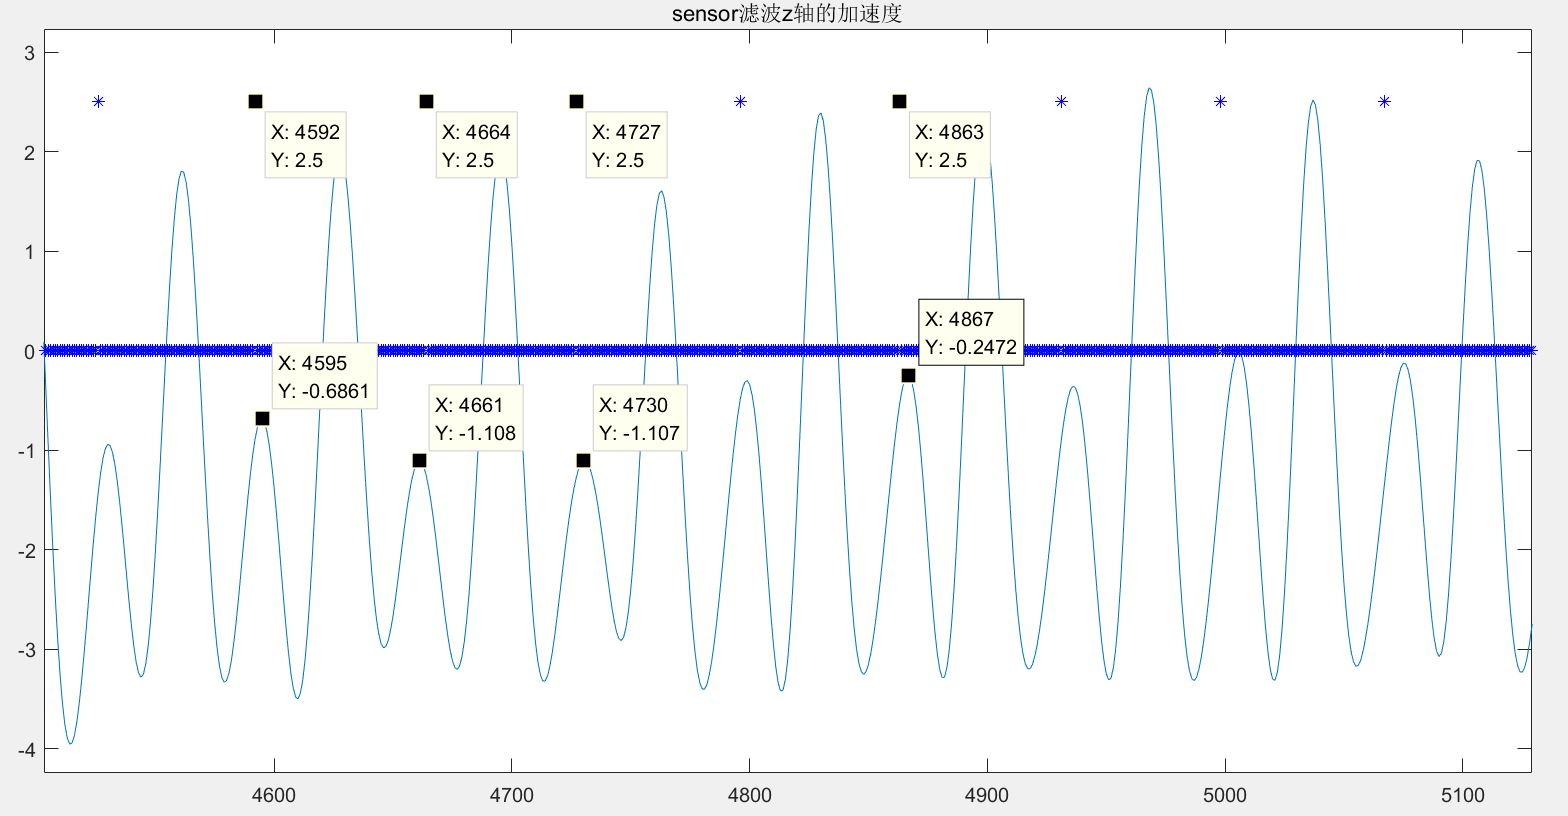 sensor滤波z轴的加速度
3
2
1
0
-1
-2
-3
-4
X: 4592
Y: 2.5
X: 4664
Y: 2.5
X: 4727
Y: 2.5
X: 4863
Y: 2.5
X: 4867
Y: -0.2472
X: 4595
Y: -0.6861
X: 4661
Y: -1.108
X: 4730
Y: -1.107
4600
4700
4800
4900
5000
5100